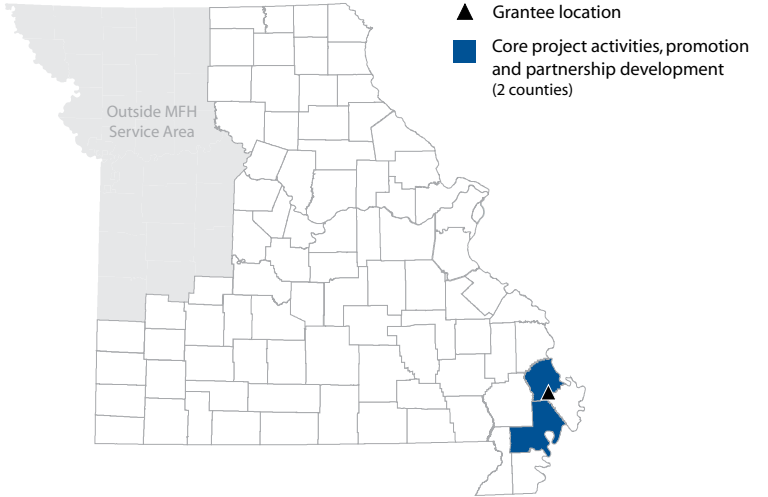 Grantee location
Core project activities, promotion
and partnership development
(2 counties)
Outside MFH
Service Area